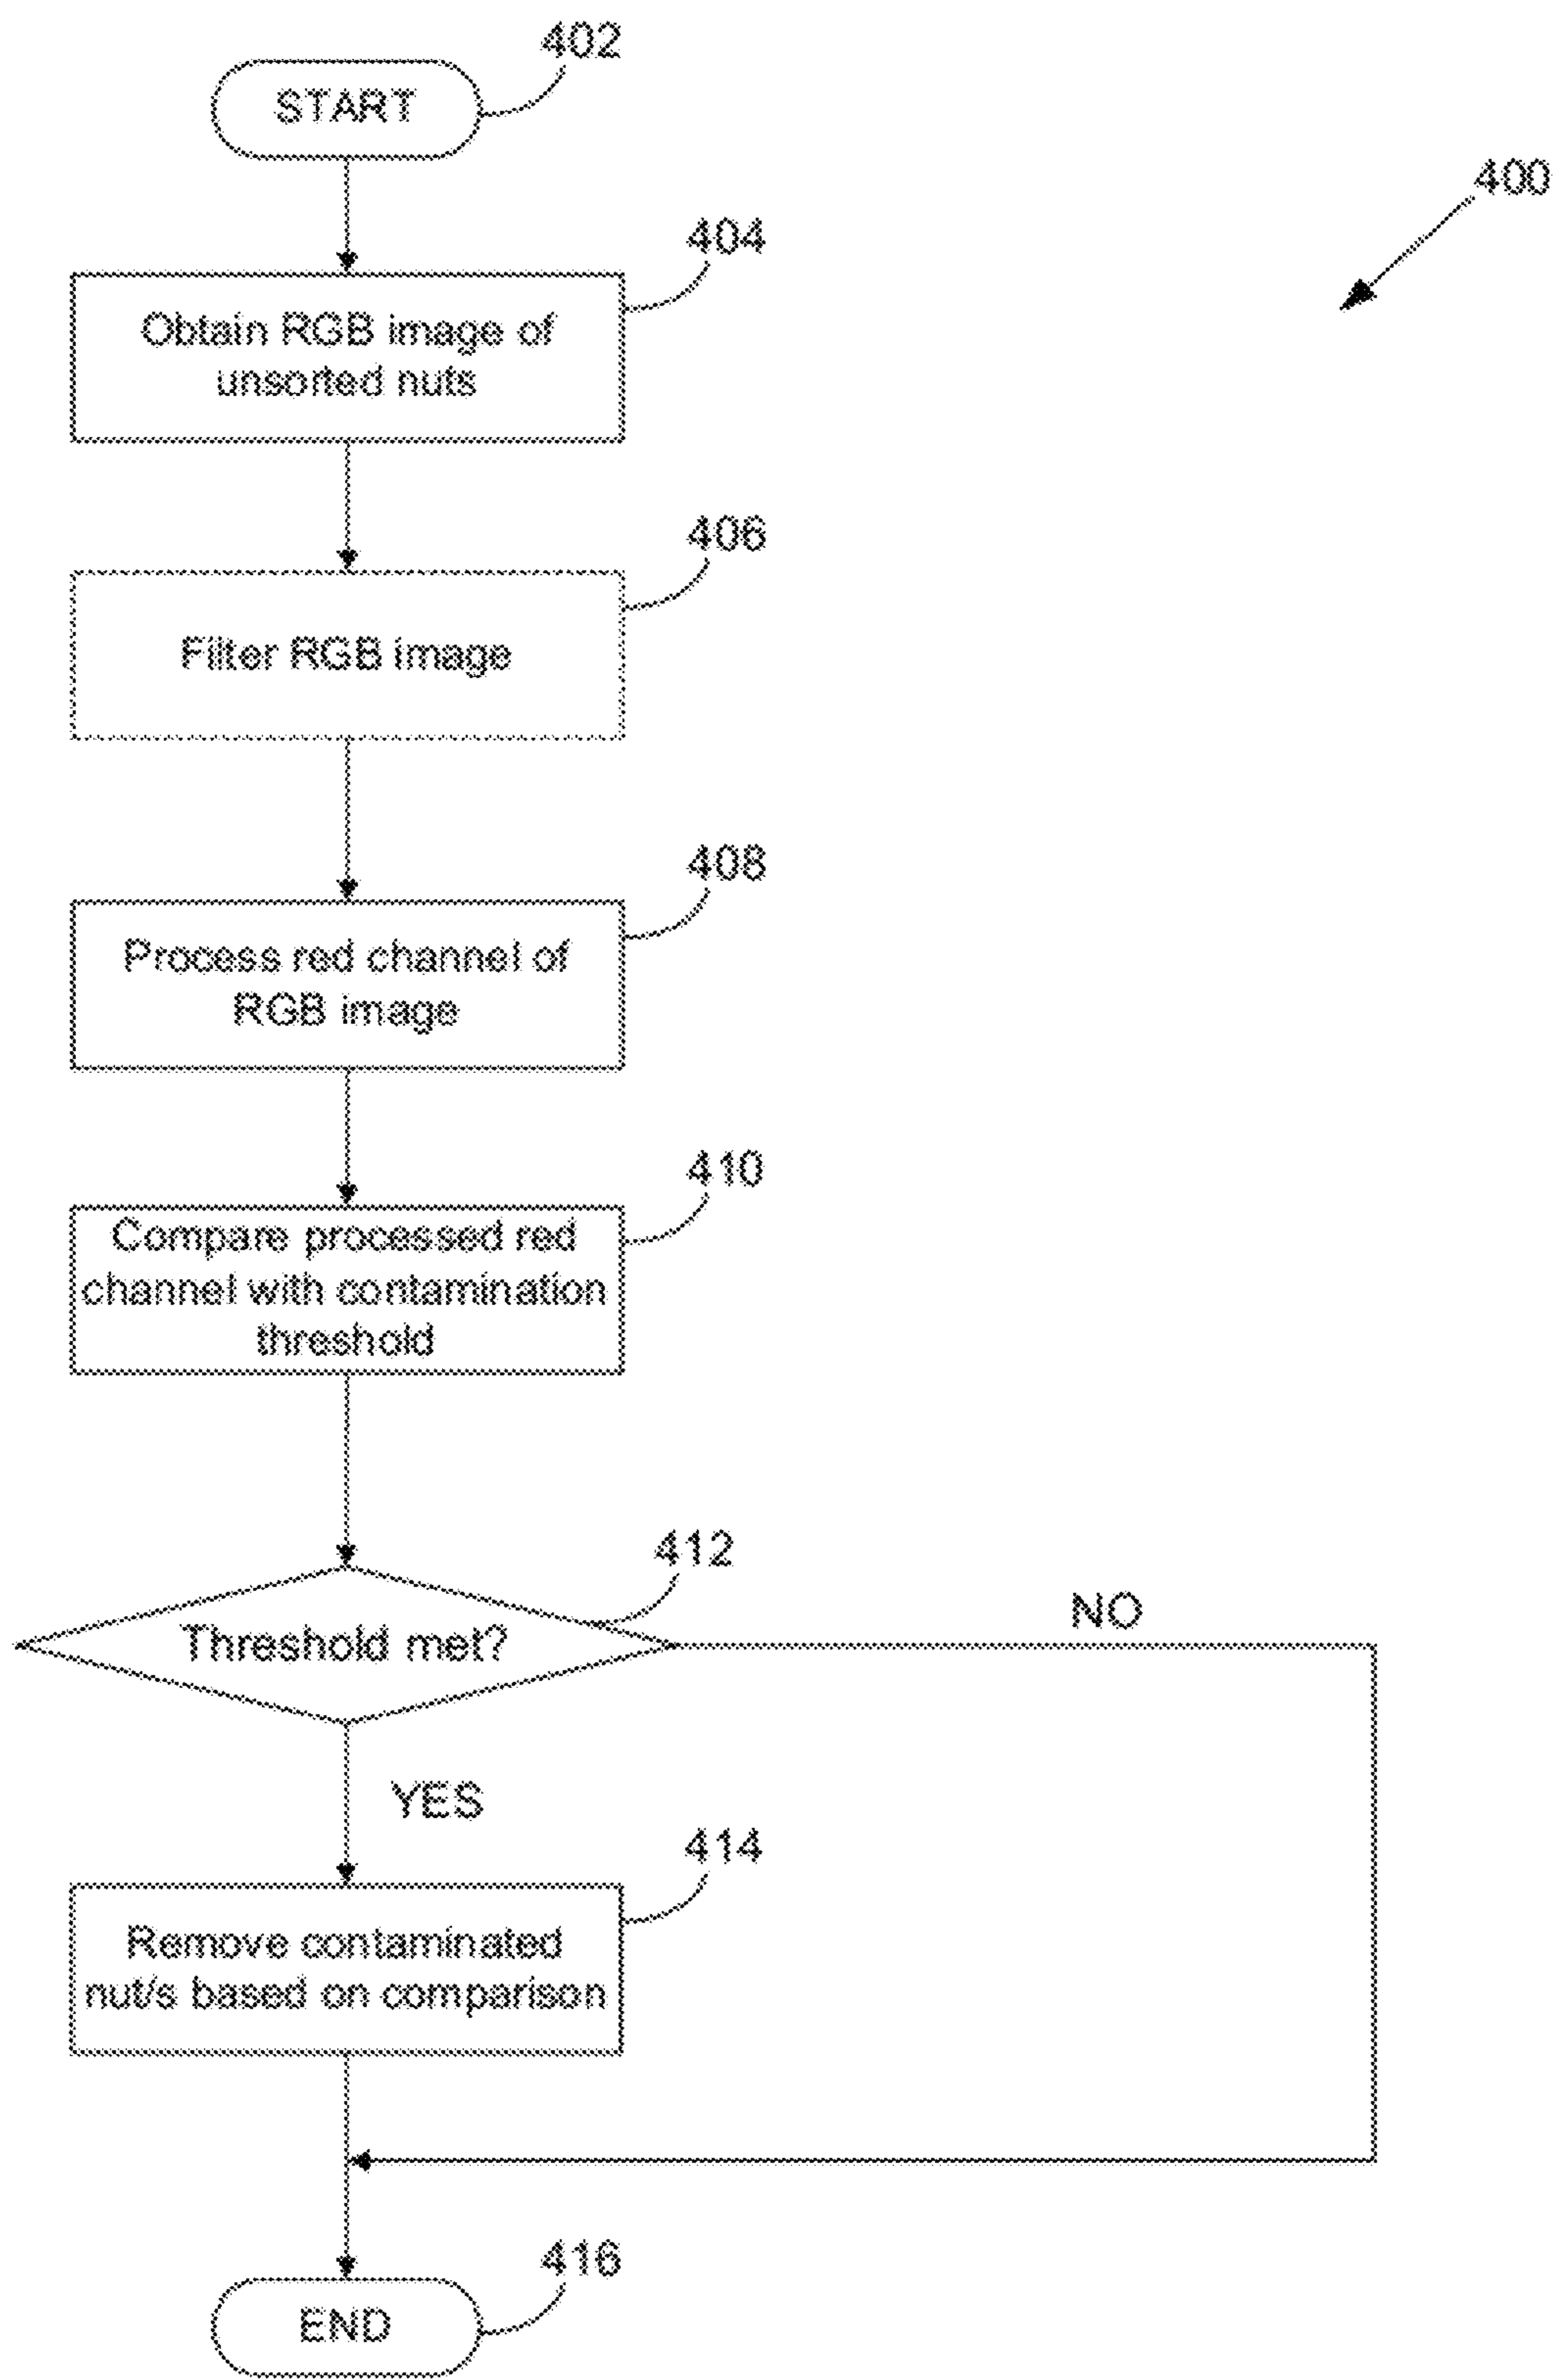 402
START
400
404
Obtain RGB image of
unsorted nuts
406
Filter RGB image
408
Process red channel of
RGB image
410
Compare processed red
channel with contamination
threshold
412
Threshold met?
NO
YES
414
Remove contaminated
nut/s based on comparison
416
END